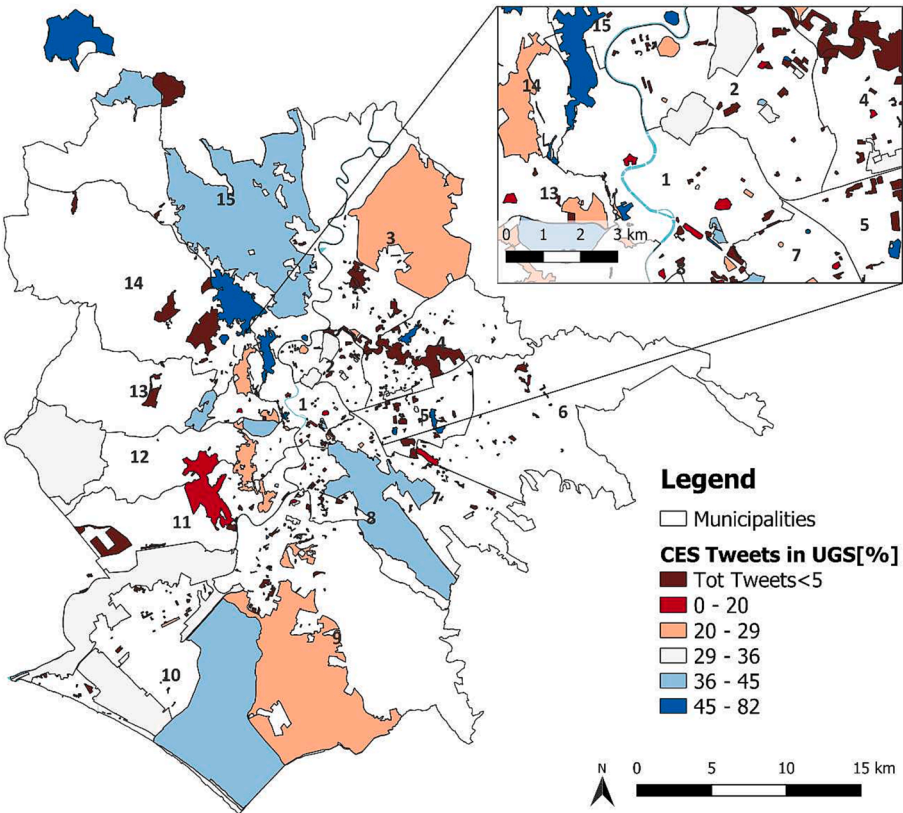 15
14
2
4
1
13
5
7
8
0 1 2 3 km
15
3
14
4
13
1
5
6
12
7
11
8
9
10
Legend
Municipalities
CES Tweets in UGS[%]
Tot Tweets<5
0 - 20
20 - 29
29 - 36
36 - 45
45 - 82
N
0 5 10 15 km